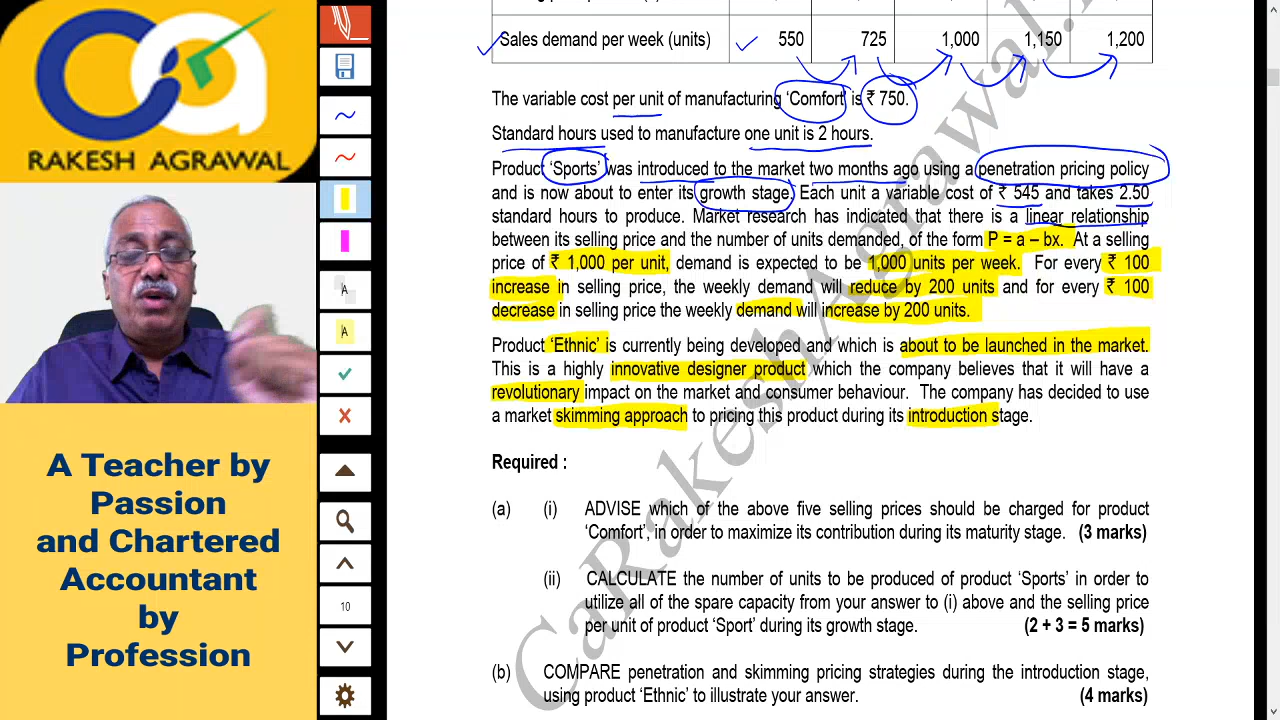 RAKESH AGRAWAL
A Teacher by
Passion
and Chartered
Accountant
by
Profession
A
A
10
Sales demand per week (units) 550 725 1,000 1,150 1,200
The variable cost per unit of manufacturing ‘Comfort’ is ₹ 750.
Standard hours used to manufacture one unit is 2 hours.
Product ‘Sports’ was introduced to the market two months ago using a penetration pricing policy
and is now about to enter its growth stage. Each unit a variable cost of ₹ 545 and takes 2.50
standard hours to produce. Market research has indicated that there is a linear relationship
between its selling price and the number of units demanded, of the form P = a – bx. At a selling
price of ₹ 1,000 per unit, demand is expected to be 1,000 units per week. For every ₹ 100
increase in selling price, the weekly demand will reduce by 200 units and for every ₹ 100
decrease in selling price the weekly demand will increase by 200 units.
Product ‘Ethnic’ is currently being developed and which is about to be launched in the market.
This is a highly innovative designer product which the company believes that it will have a
revolutionary impact on the market and consumer behaviour. The company has decided to use
a market skimming approach to pricing this product during its introduction stage.
Required :
(a) (i) ADVISE which of the above five selling prices should be charged for product
‘Comfort’, in order to maximize its contribution during its maturity stage. (3 marks)
(ii) CALCULATE the number of units to be produced of product ‘Sports’ in order to
utilize all of the spare capacity from your answer to (i) above and the selling price
per unit of product ‘Sport’ during its growth stage. (2 + 3 = 5 marks)
(b) COMPARE penetration and skimming pricing strategies during the introduction stage,
using product ‘Ethnic’ to illustrate your answer. (4 marks)